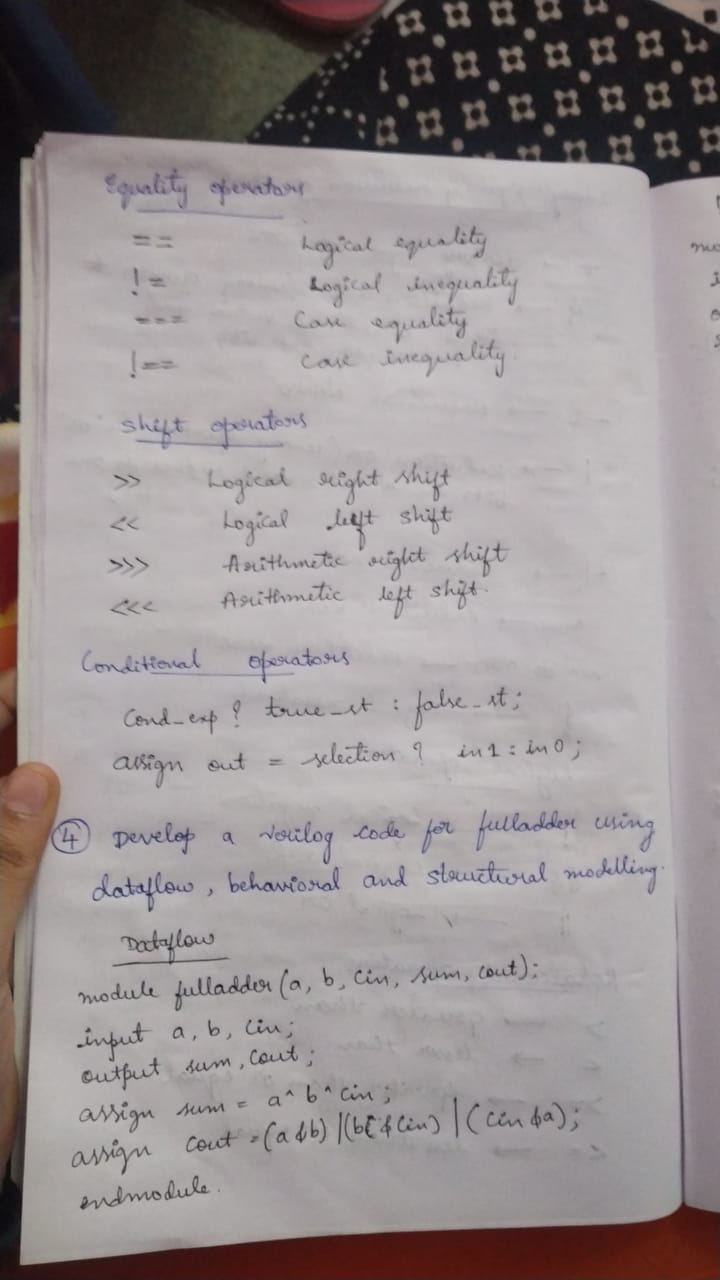 Equality operators
== Logical equality
!= Logical inequality
=== Case equality
!== Case inequality.
Shift operators
>> Logical right shift
<< Logical left shift
>>> Arithmetic right shift
<<< Arithmetic left shift.
Conditional operators
Cond_exp ? true_st : false_st;
assign out = selection ? in1 : in0;
④ Develop a verilog code for fulladder using
dataflow, behavioral and structural modelling.
Dataflow
module fulladder (a, b, cin, sum, cout);
input a, b, cin;
output sum, cout;
assign sum = a^b^cin;
assign cout = (a&b) | (b&cin) | (cin&a);
endmodule.